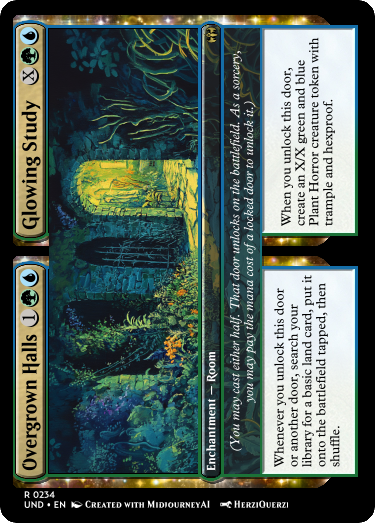 Overgrown Halls 1
Whenever you unlock this door
or another door, search your
library for a basic land card, put it
onto the battlefield tapped, then
shuffle.
Glowing Study X
When you unlock this door,
create an X/X green and blue
Plant Horror creature token with
trample and hexproof.
Enchantment — Room
(You may cast either half. That door unlocks on the battlefield. As a sorcery,
you may pay the mana cost of a locked door to unlock it.)
R 0234
UND • EN Created with MidjourneyAI HerziQuerzi